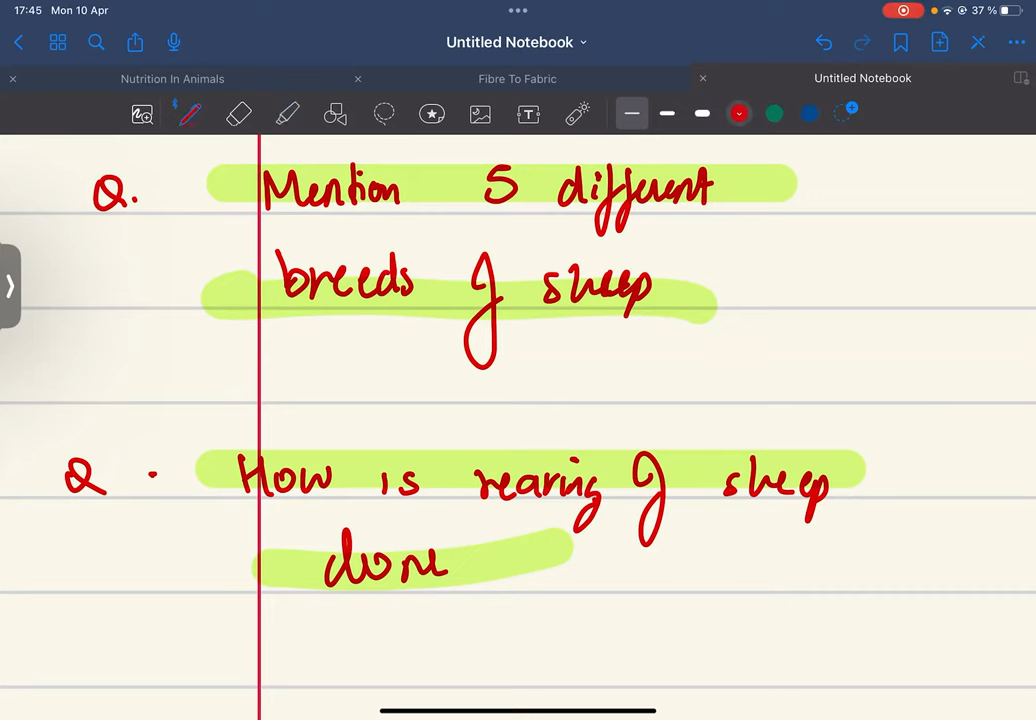 17:45 Mon 10 Apr
37 %
Untitled Notebook
Nutrition In Animals
Fibre To Fabric
Untitled Notebook
Q. Mention 5 different
breeds of sheep
Q. How is rearing of sheep
done